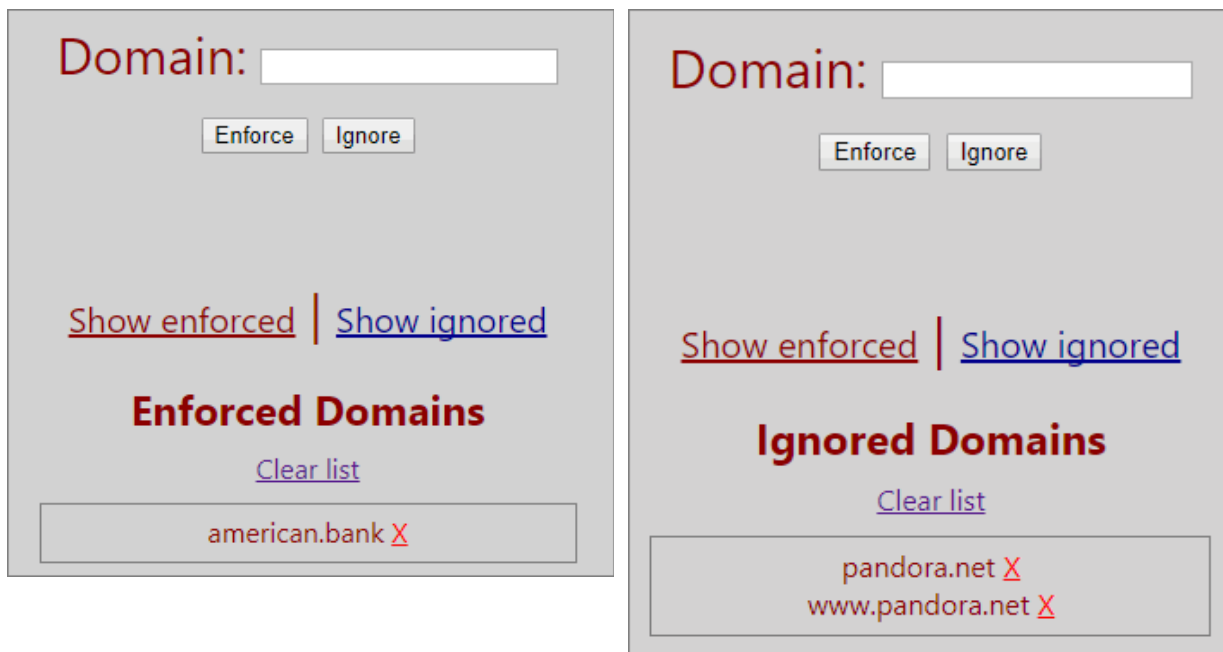 Domain:
Enforce Ignore
Show enforced | Show ignored
Enforced Domains
Clear list
american.bank X
Domain:
Enforce Ignore
Show enforced | Show ignored
Ignored Domains
Clear list
pandora.net X
www.pandora.net X